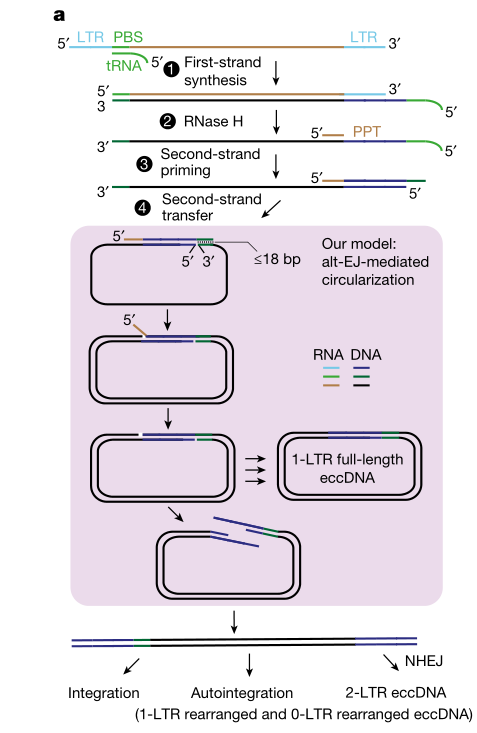 a
LTR PBS LTR
5′ 3′
tRNA 5′
1 First-strand
synthesis
5′ 3′
3 5′
2 RNase H
5′ PPT
3′ 5′
3 Second-strand
priming
5′
3′ 5′
4 Second-strand
transfer
5′
5′ 3′ ≤18 bp
Our model:
alt-EJ-mediated
circularization
5′
RNA DNA
1-LTR full-length
eccDNA
NHEJ
Integration Autointegration 2-LTR eccDNA
(1-LTR rearranged and 0-LTR rearranged eccDNA)